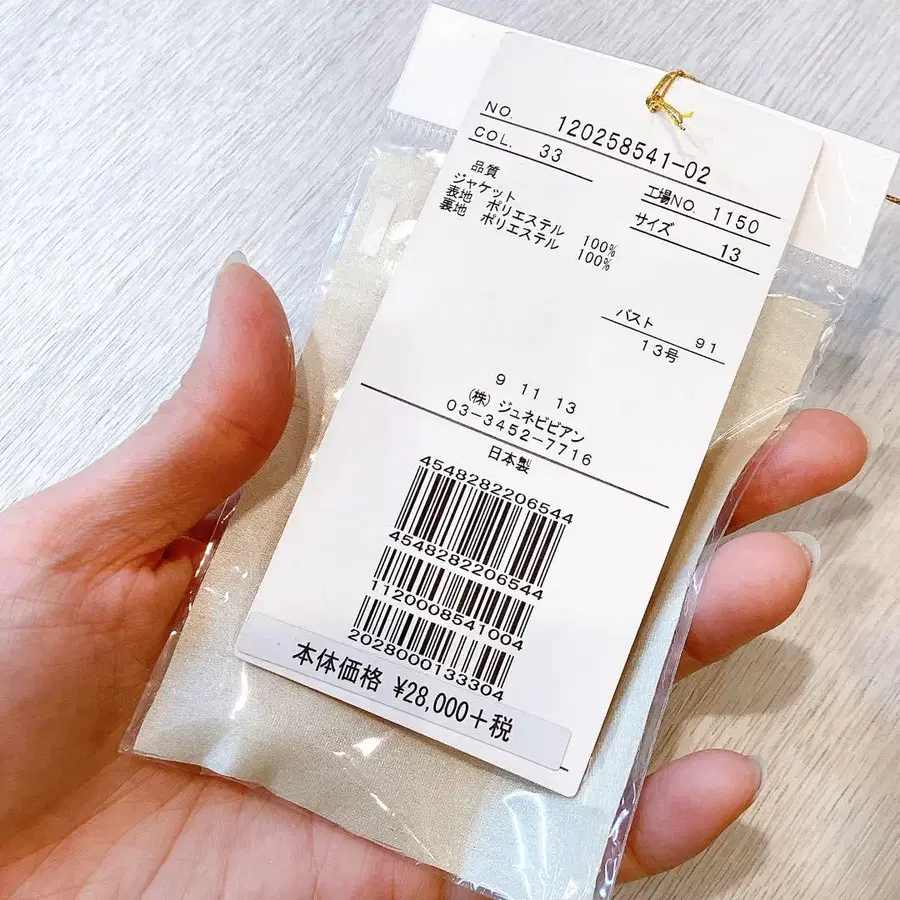 NO. 120258541-02
COL. 33
工場NO. 1150
サイズ 13
品質
ジャケット
表地 ポリエステル 100%
裏地 ポリエステル 100%
バスト 91
13号
9 11 13
(株) ジュネビビアン
03-3452-7716
日本製
4548282206544
4548282206544
1120008541004
2028000133304
本体価格 ¥28,000+税